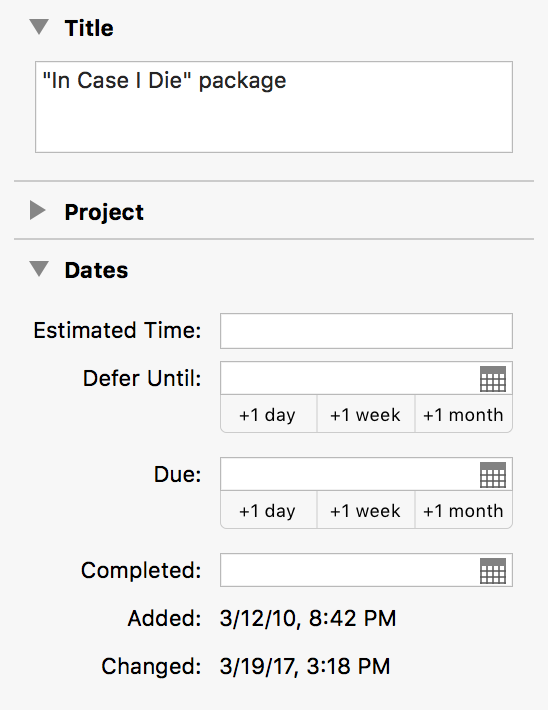 Title
"In Case I Die" package
Project
Dates
Estimated Time:
Defer Until:
+1 day +1 week +1 month
Due:
+1 day +1 week +1 month
Completed:
Added: 3/12/10, 8:42 PM
Changed: 3/19/17, 3:18 PM